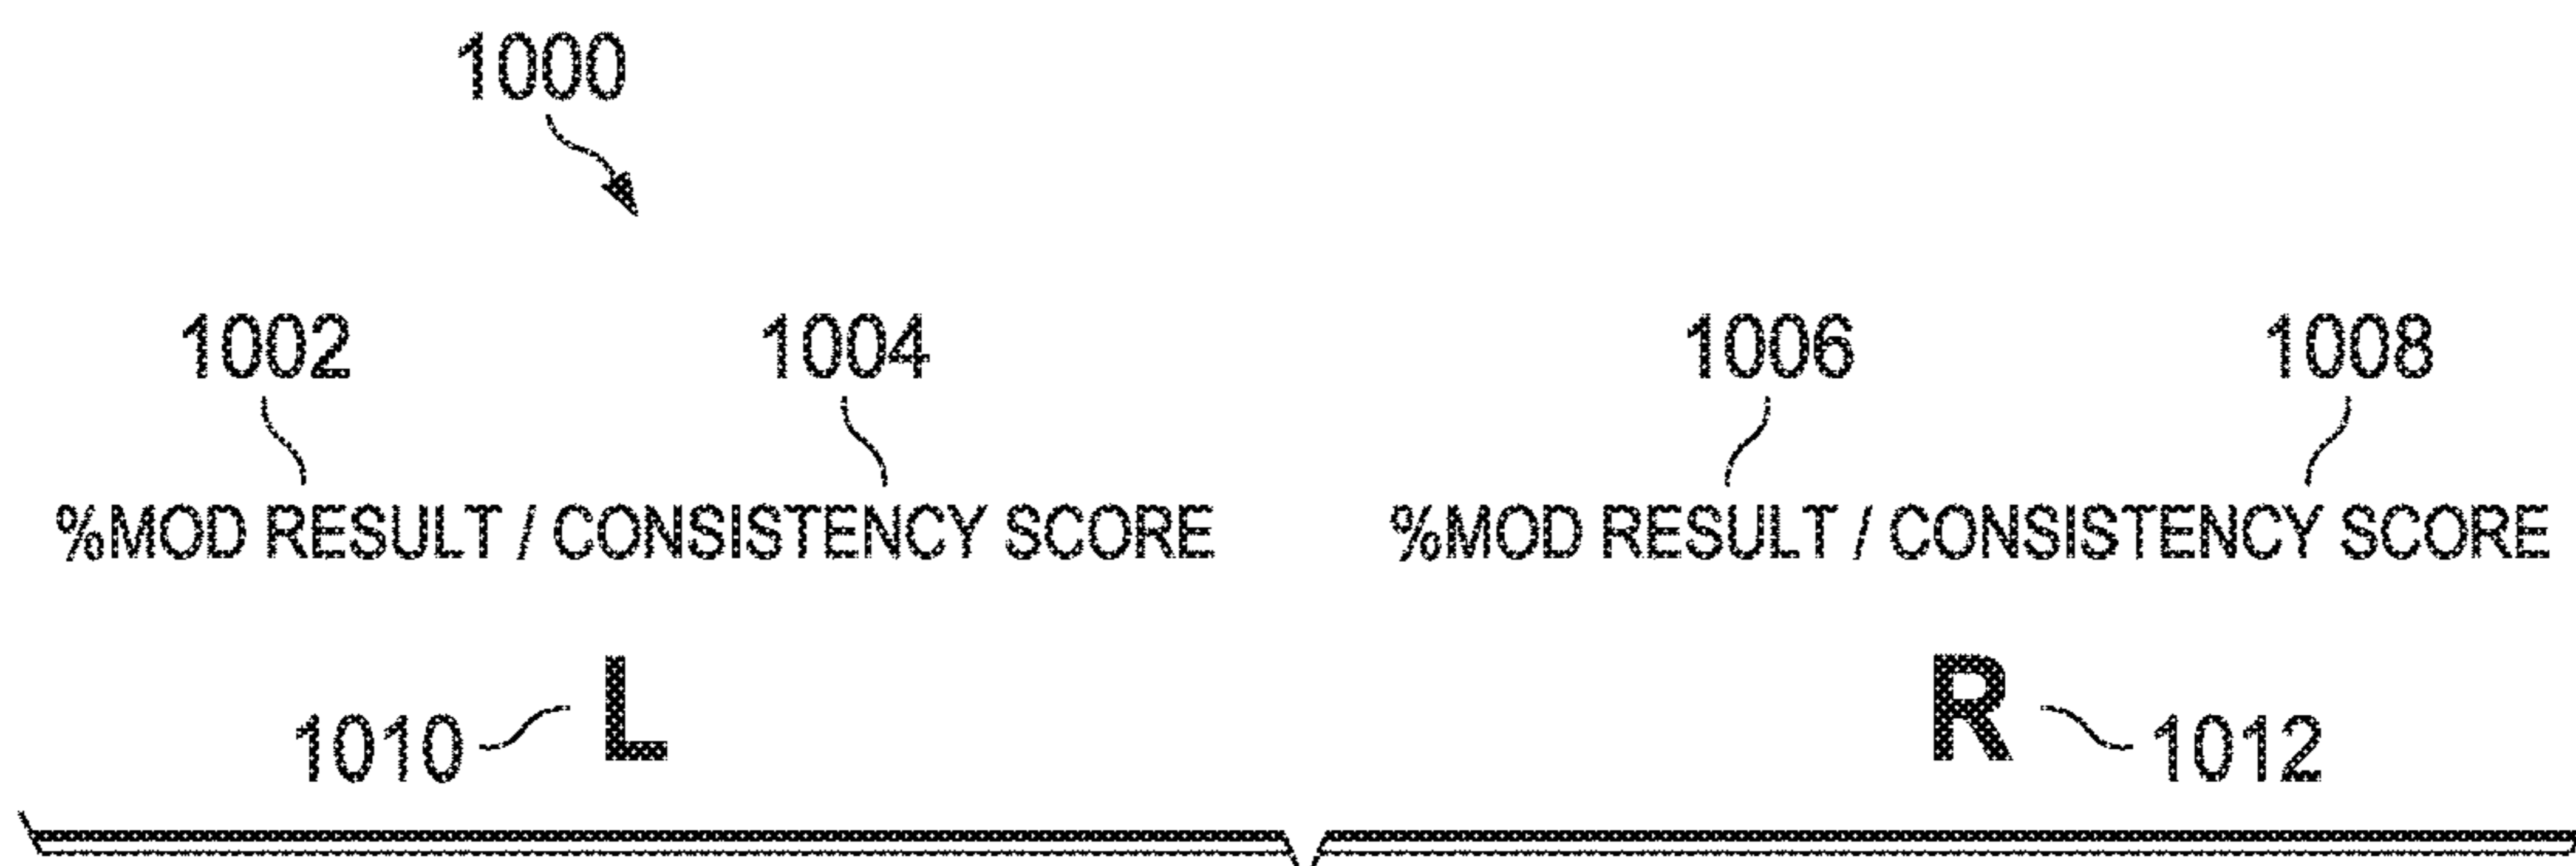 1000
1002 1004 1006 1008
%MOD RESULT / CONSISTENCY SCORE %MOD RESULT / CONSISTENCY SCORE
1010 L R 1012